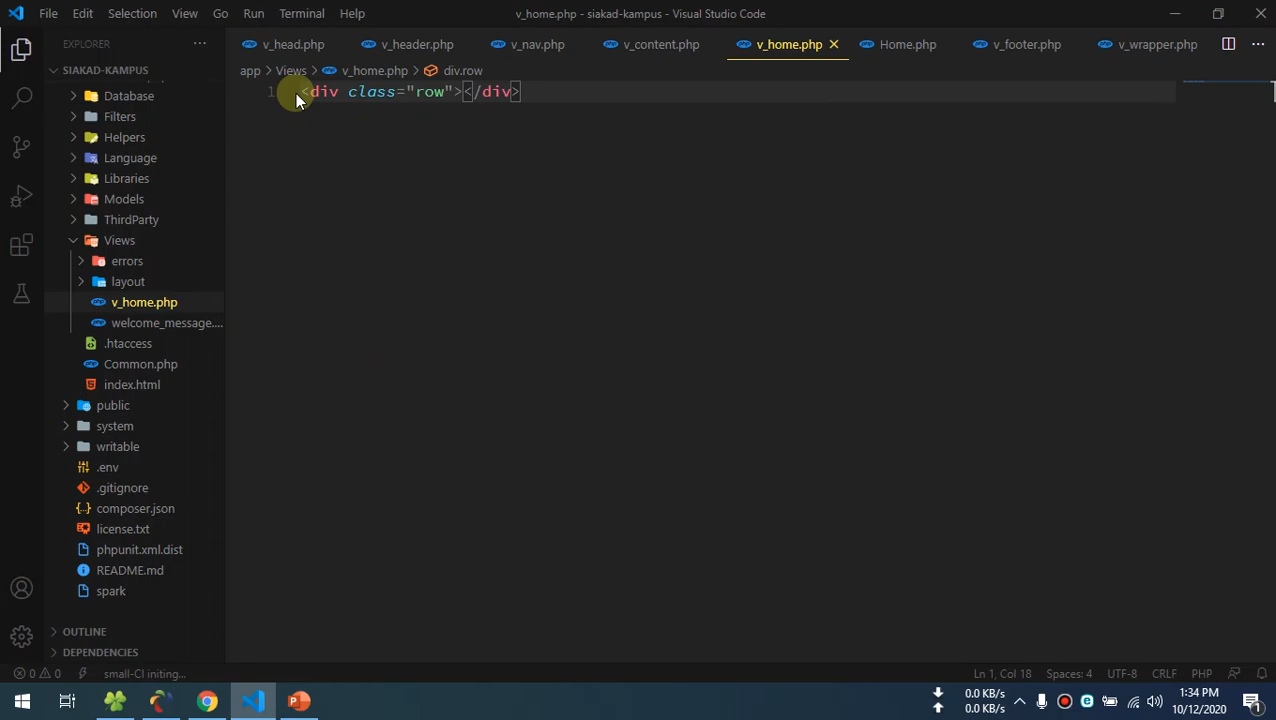 File Edit Selection View Go Run Terminal Help v_home.php - siakad-kampus - Visual Studio Code
EXPLORER ... v_head.php v_header.php v_nav.php v_content.php v_home.php Home.php v_footer.php v_wrapper.php
SIAKAD-KAMPUS app > Views > v_home.php > div.row
Database 1 <div class="row"></div>
Filters
Helpers
Language
Libraries
Models
ThirdParty
Views
errors
layout
v_home.php
welcome_message....
.htaccess
Common.php
index.html
public
system
writable
.env
.gitignore
composer.json
license.txt
phpunit.xml.dist
README.md
spark
OUTLINE
DEPENDENCIES
0 0 small-CI initing... Ln 1, Col 18 Spaces: 4 UTF-8 CRLF PHP
0.0 KB/s 1:34 PM
0.0 KB/s 10/12/2020 1